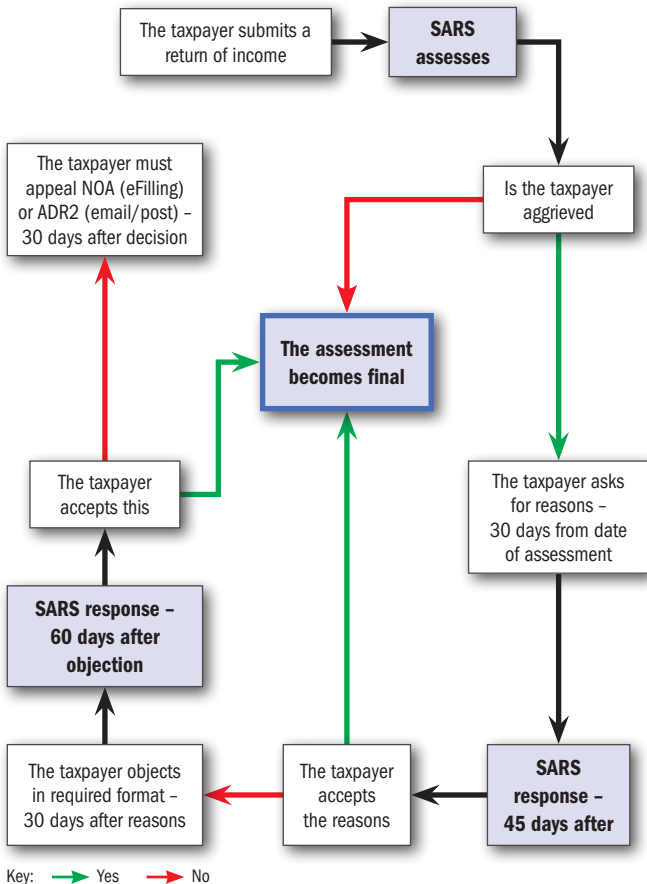 The taxpayer submits a
return of income
SARS
assesses
Is the taxpayer
aggrieved
The taxpayer must
appeal NOA (eFilling)
or ADR2 (email/post) –
30 days after decision
The assessment
becomes final
The taxpayer
accepts this
The taxpayer asks
for reasons –
30 days from date
of assessment
SARS response –
60 days after
objection
The taxpayer objects
in required format –
30 days after reasons
The taxpayer
accepts
the reasons
SARS
response –
45 days after
Key: Yes No